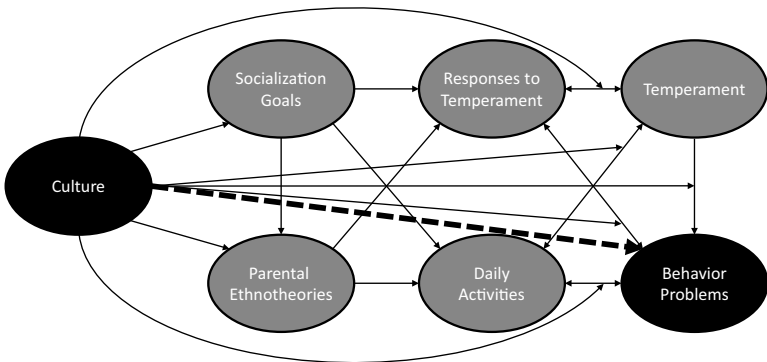 Socialization
Goals
Responses to
Temperament
Temperament
Culture
Parental
Ethnotheories
Daily
Activities
Behavior
Problems